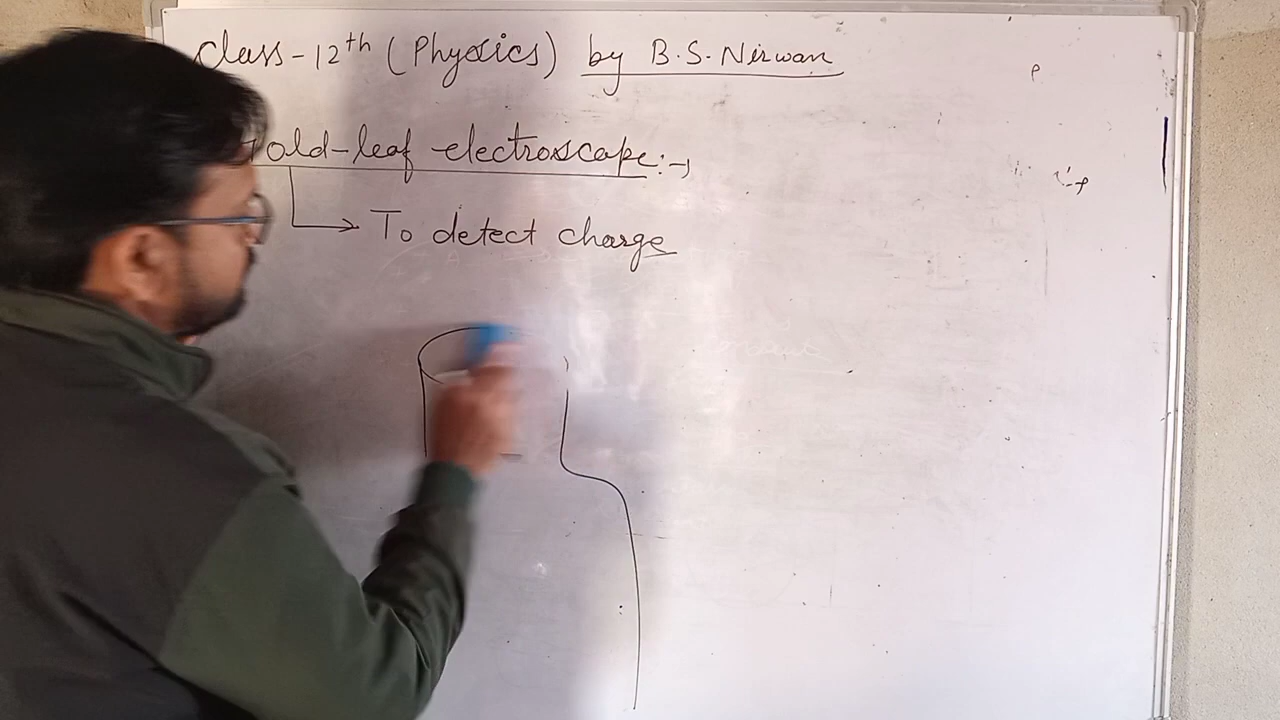 Class-12th (Physics) by B.S. Nirwan
old-leaf electroscope:→
To detect charge